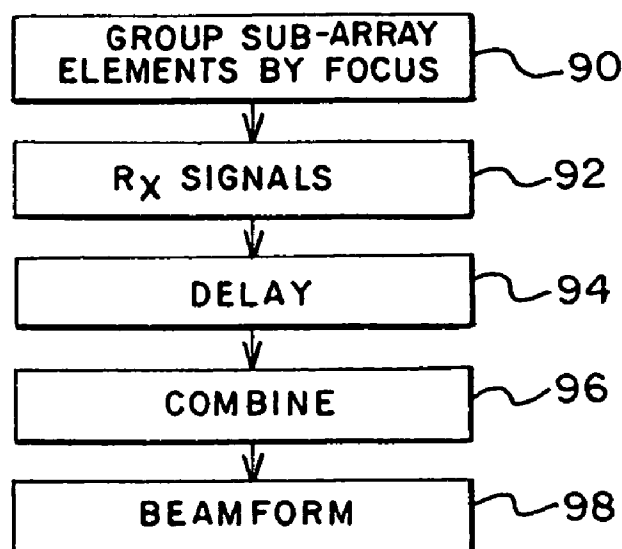 GROUP SUB-ARRAY
ELEMENTS BY FOCUS
90
RX SIGNALS
92
DELAY
94
COMBINE
96
BEAMFORM
98